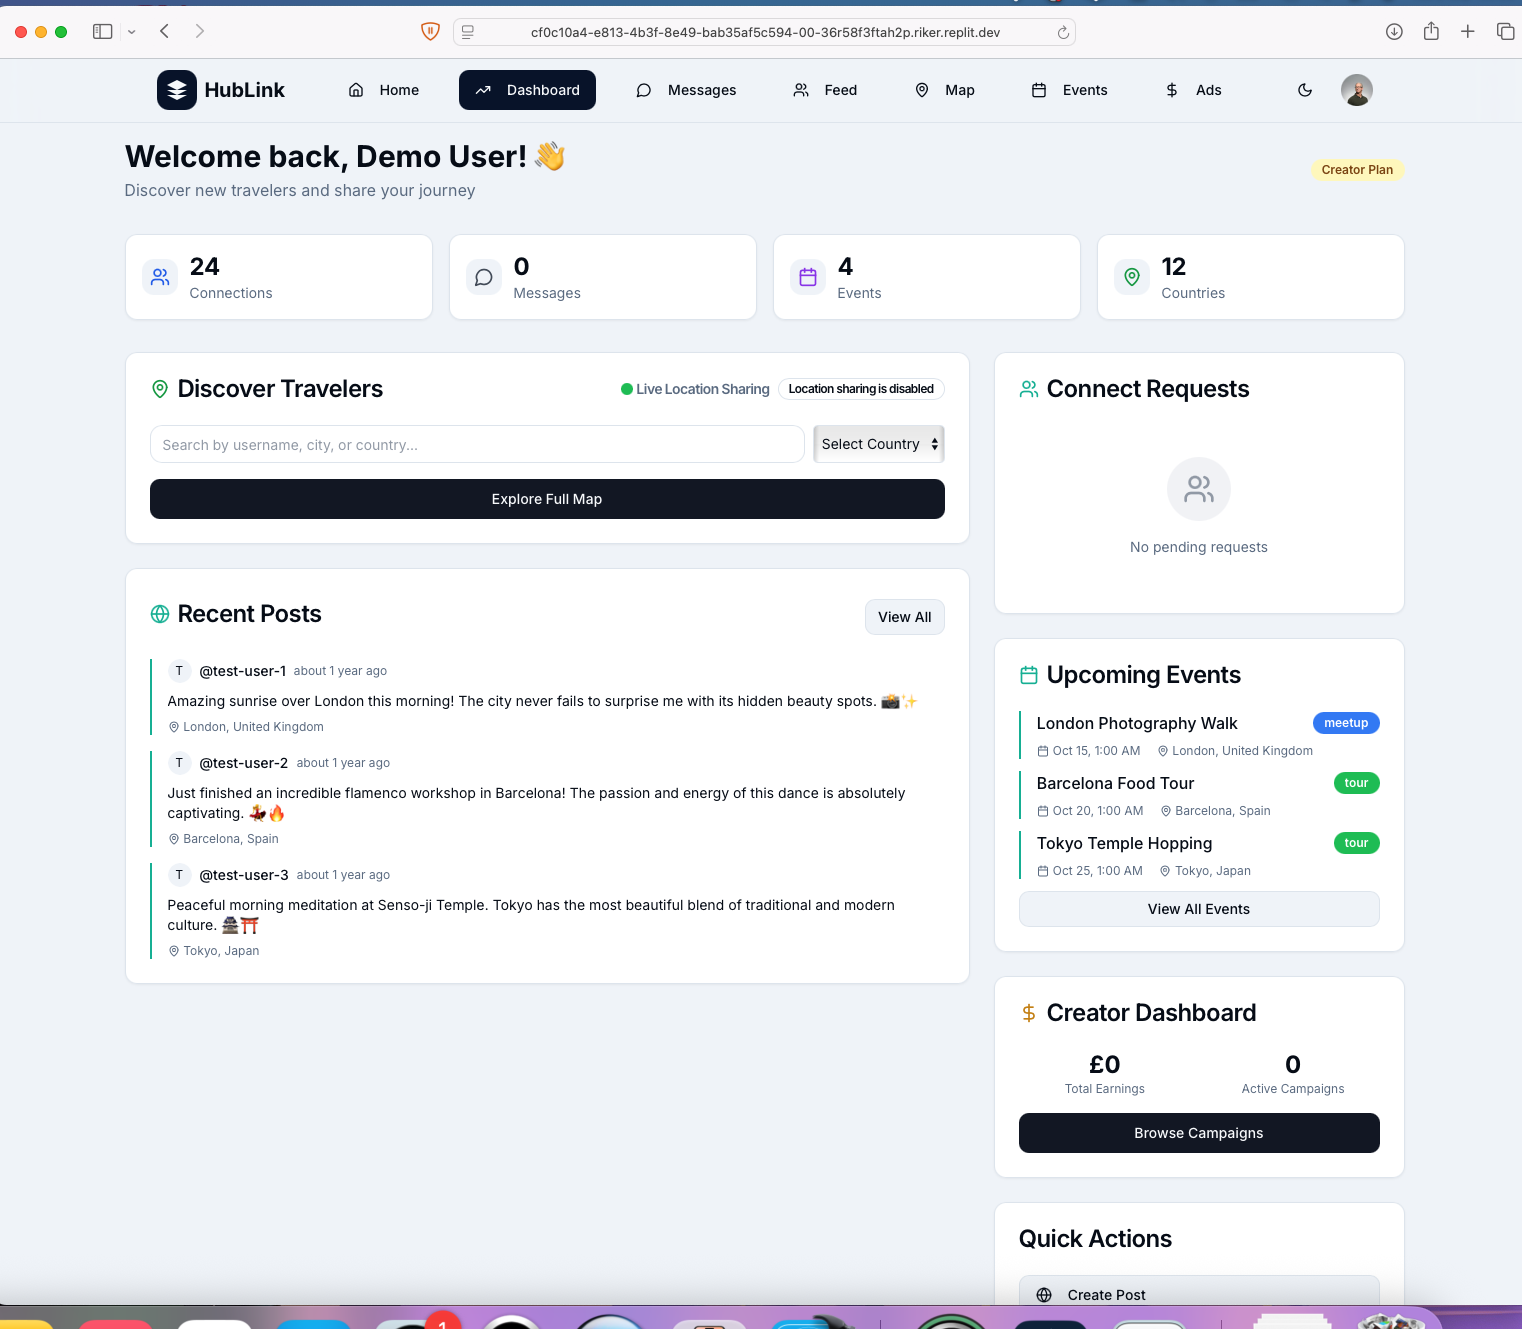 cf0c10a4-e813-4b3f-8e49-bab35af5c594-00-36r58f3ftah2p.riker.replit.dev
HubLink
Home
Dashboard
Messages
Feed
Map
Events
Ads
Welcome back, Demo User! 👋
Discover new travelers and share your journey
Creator Plan
24
Connections
0
Messages
4
Events
12
Countries
Discover Travelers
Live Location Sharing
Location sharing is disabled
Search by username, city, or country...
Select Country
Explore Full Map
Recent Posts
View All
T @test-user-1 about 1 year ago
Amazing sunrise over London this morning! The city never fails to surprise me with its hidden beauty spots. 📸✨
London, United Kingdom
T @test-user-2 about 1 year ago
Just finished an incredible flamenco workshop in Barcelona! The passion and energy of this dance is absolutely
captivating. 💃🔥
Barcelona, Spain
T @test-user-3 about 1 year ago
Peaceful morning meditation at Senso-ji Temple. Tokyo has the most beautiful blend of traditional and modern
culture. 🏯⛩️
Tokyo, Japan
Connect Requests
No pending requests
Upcoming Events
London Photography Walk
meetup
Oct 15, 1:00 AM London, United Kingdom
Barcelona Food Tour
tour
Oct 20, 1:00 AM Barcelona, Spain
Tokyo Temple Hopping
tour
Oct 25, 1:00 AM Tokyo, Japan
View All Events
Creator Dashboard
£0
Total Earnings
0
Active Campaigns
Browse Campaigns
Quick Actions
Create Post
1